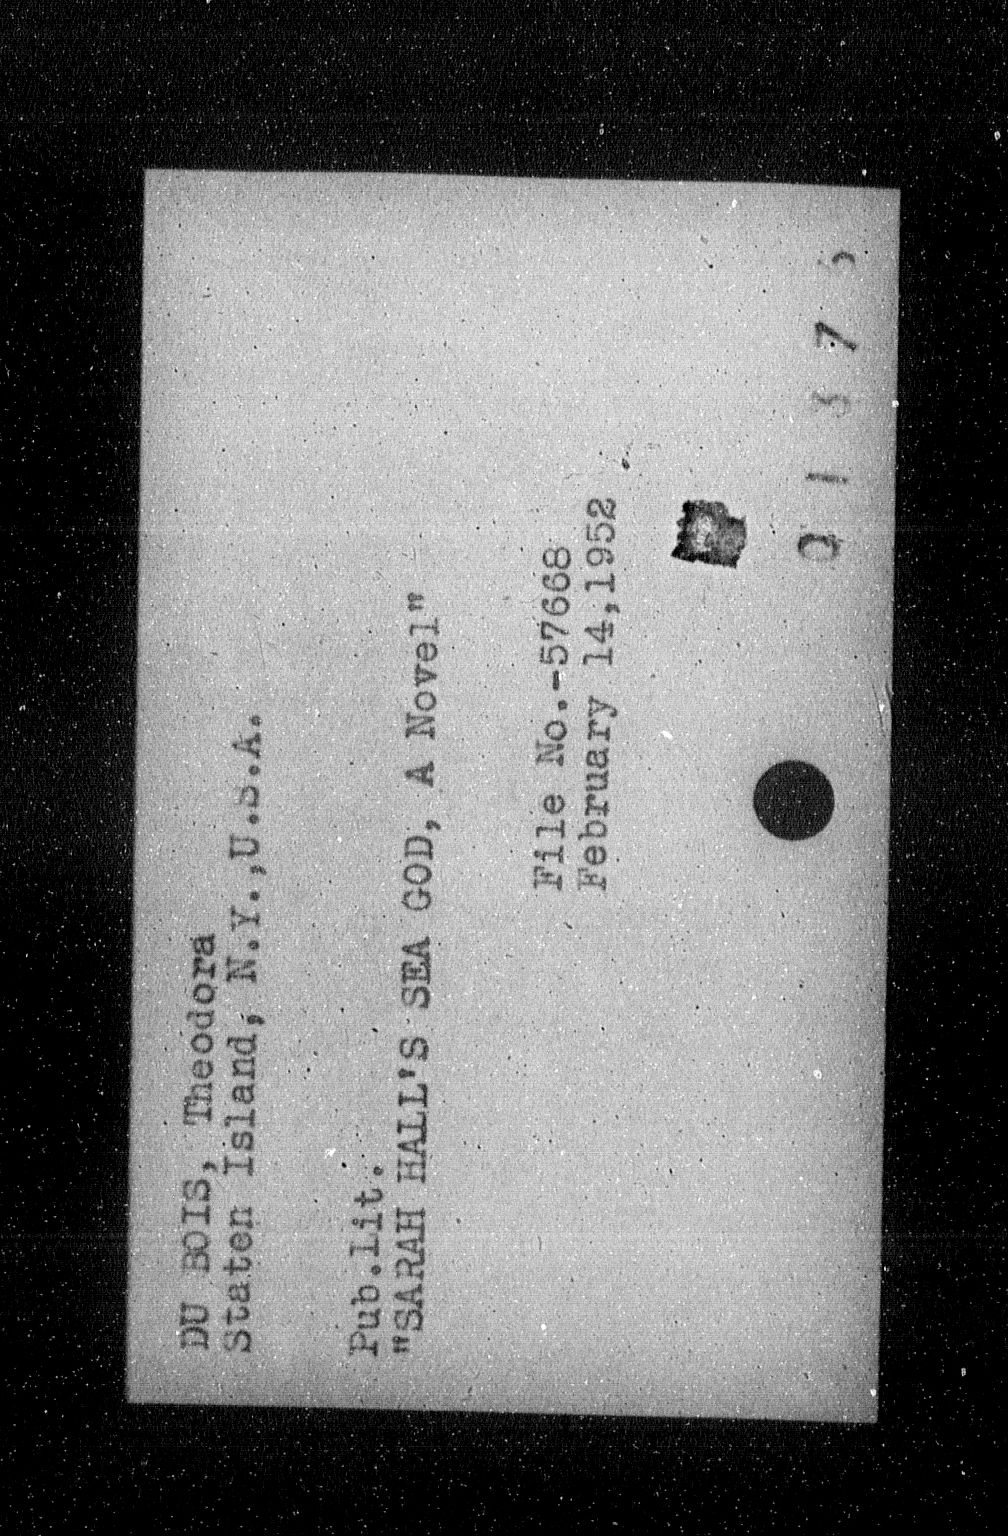 DU BOIS, Theodora
Staten Island, N.Y.,U.S.A.
Pub.Lit.
"SARAH HALL'S SEA GOD, A Novel"
File No.-57668
February 14,1952